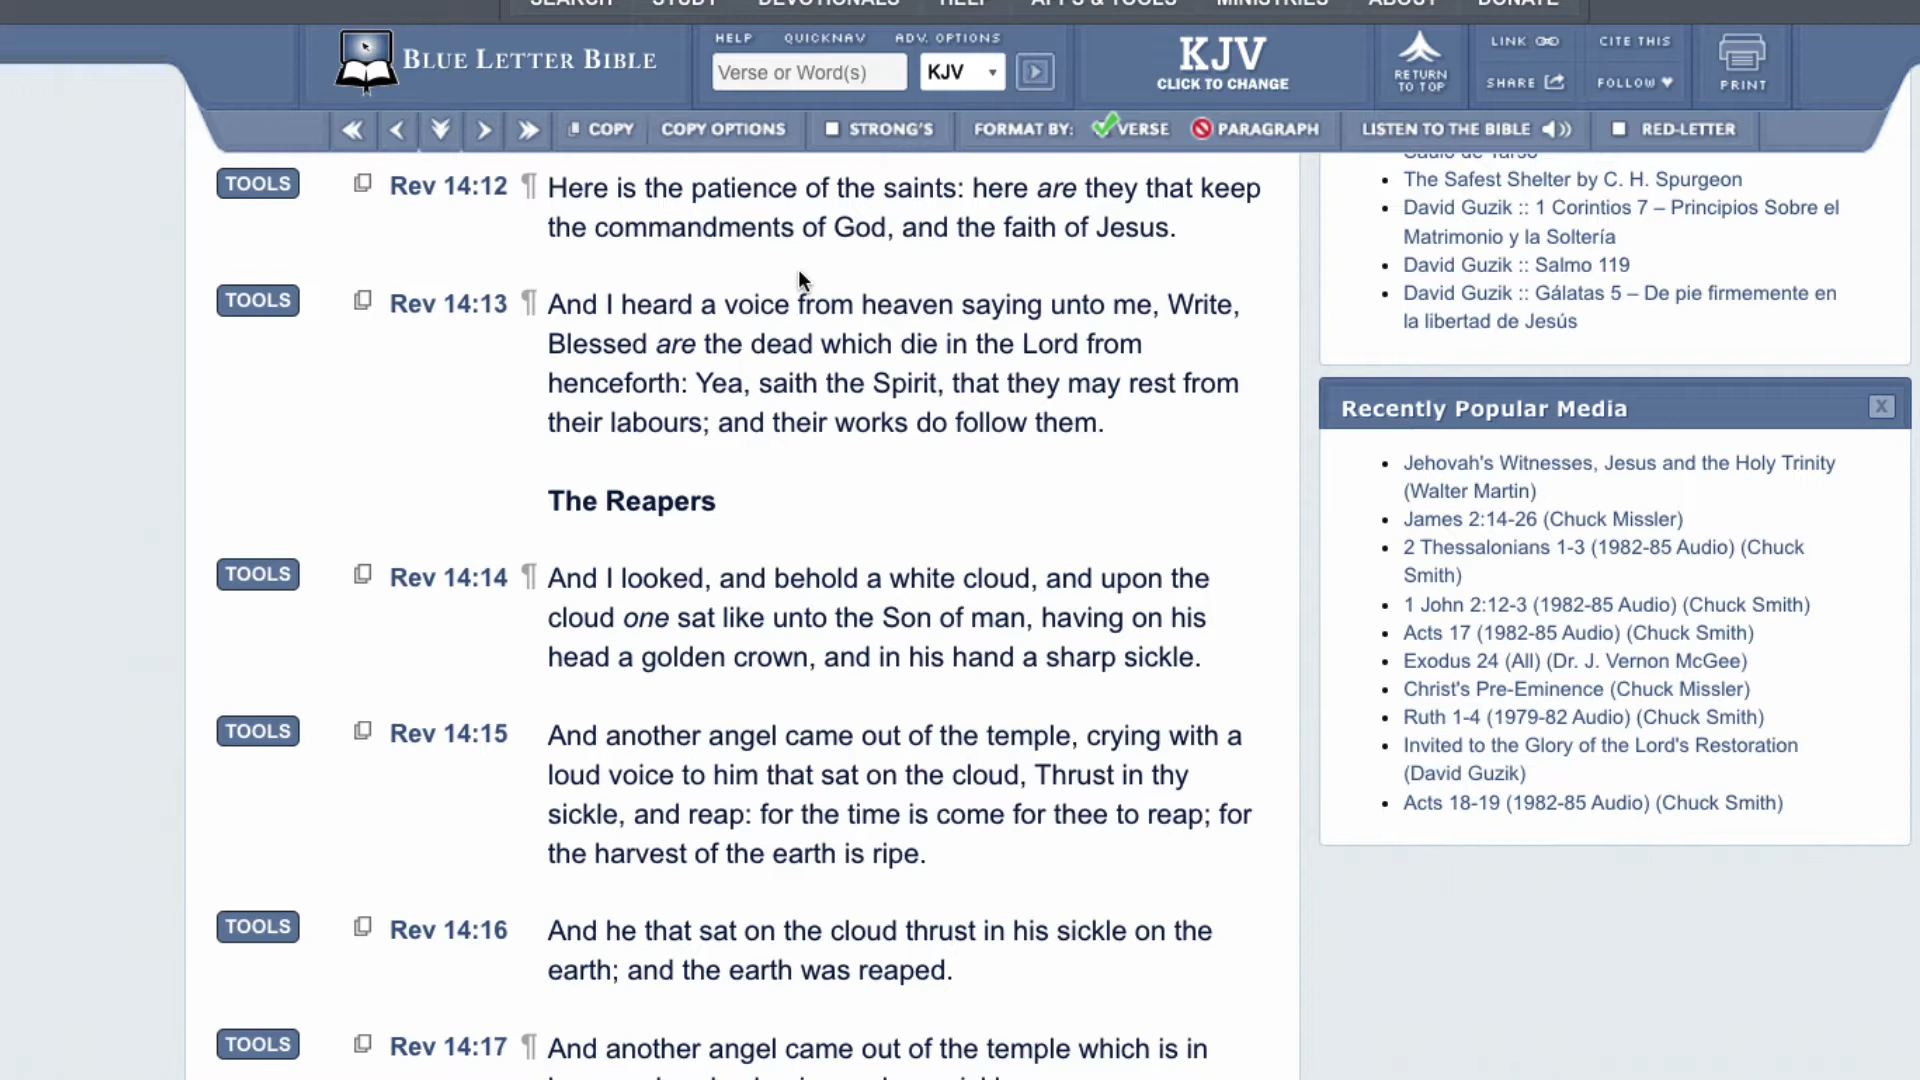 SEARCH STUDY DEVOTIONALS HELP APPS & TOOLS MINISTRIES ABOUT DONATE
BLUE LETTER BIBLE
HELP QUICKNAV ADV. OPTIONS
Verse or Word(s) KJV
KJV
CLICK TO CHANGE
RETURN
TO TOP
LINK CITE THIS
SHARE FOLLOW
PRINT
COPY COPY OPTIONS STRONG'S FORMAT BY: VERSE PARAGRAPH LISTEN TO THE BIBLE RED-LETTER
TOOLS Rev 14:12 ¶ Here is the patience of the saints: here are they that keep
the commandments of God, and the faith of Jesus.
TOOLS Rev 14:13 ¶ And I heard a voice from heaven saying unto me, Write,
Blessed are the dead which die in the Lord from
henceforth: Yea, saith the Spirit, that they may rest from
their labours; and their works do follow them.
The Reapers
TOOLS Rev 14:14 ¶ And I looked, and behold a white cloud, and upon the
cloud one sat like unto the Son of man, having on his
head a golden crown, and in his hand a sharp sickle.
TOOLS Rev 14:15 And another angel came out of the temple, crying with a
loud voice to him that sat on the cloud, Thrust in thy
sickle, and reap: for the time is come for thee to reap; for
the harvest of the earth is ripe.
TOOLS Rev 14:16 And he that sat on the cloud thrust in his sickle on the
earth; and the earth was reaped.
TOOLS Rev 14:17 ¶ And another angel came out of the temple which is in
Saulo de Tarso
The Safest Shelter by C. H. Spurgeon
David Guzik :: 1 Corintios 7 – Principios Sobre el
Matrimonio y la Soltería
David Guzik :: Salmo 119
David Guzik :: Gálatas 5 – De pie firmemente en
la libertad de Jesús
Recently Popular Media X
Jehovah's Witnesses, Jesus and the Holy Trinity
(Walter Martin)
James 2:14-26 (Chuck Missler)
2 Thessalonians 1-3 (1982-85 Audio) (Chuck
Smith)
1 John 2:12-3 (1982-85 Audio) (Chuck Smith)
Acts 17 (1982-85 Audio) (Chuck Smith)
Exodus 24 (All) (Dr. J. Vernon McGee)
Christ's Pre-Eminence (Chuck Missler)
Ruth 1-4 (1979-82 Audio) (Chuck Smith)
Invited to the Glory of the Lord's Restoration
(David Guzik)
Acts 18-19 (1982-85 Audio) (Chuck Smith)